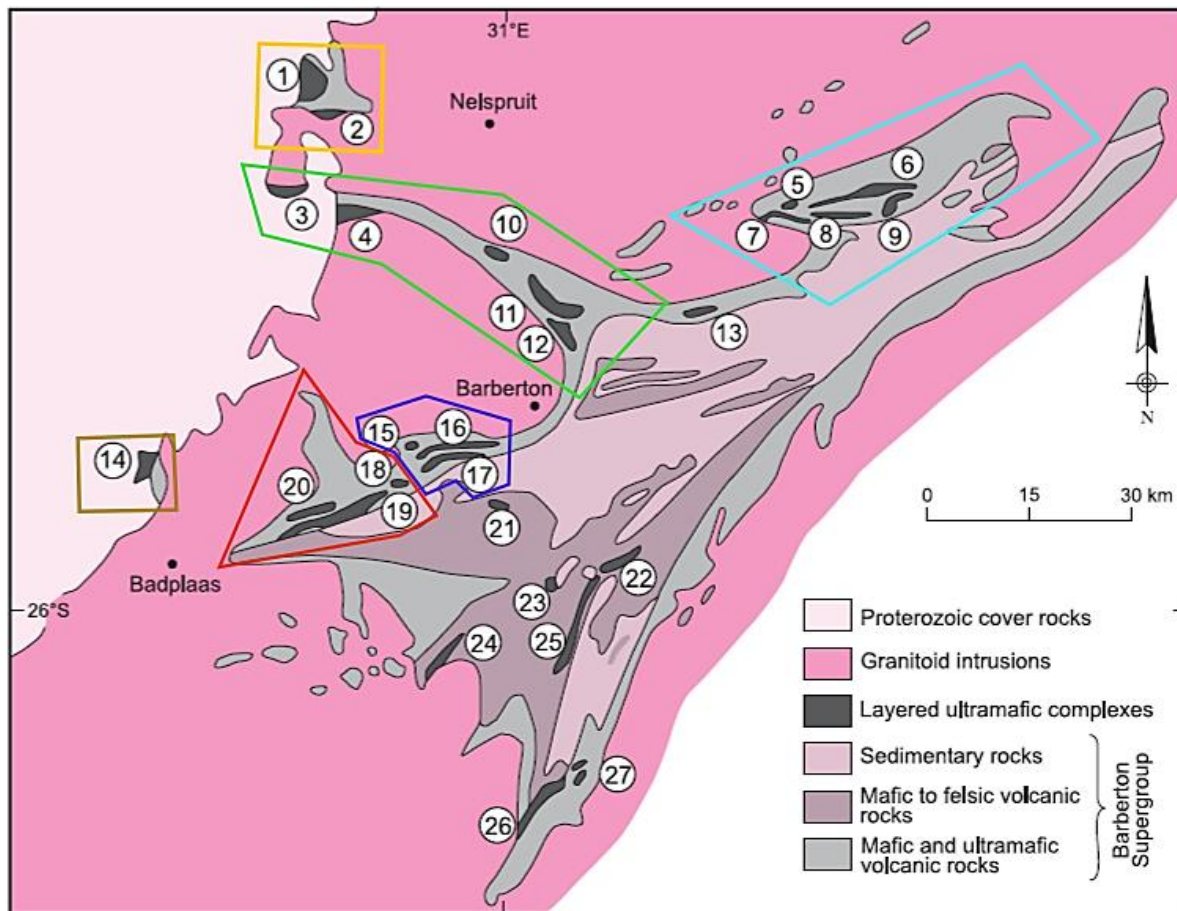 31°E
1
Nelspruit
2
6
5
3
10
4
7
8
9
11
13
12
Barberton
N
15
16
14
18
17
20
0 15 30 km
19
21
Badplaas
22
26°S
23
Proterozoic cover rocks
24
25
Granitoid intrusions
Layered ultramafic complexes
Sedimentary rocks
27
Mafic to felsic volcanic
rocks
26
Mafic and ultramafic
volcanic rocks
Barberton
Supergroup